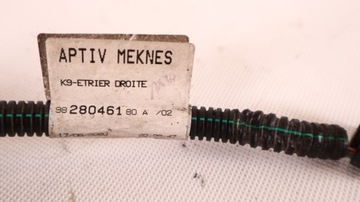 APTIV MEKNES
K9-ETRIER DROITE
98 280461 80 A /02